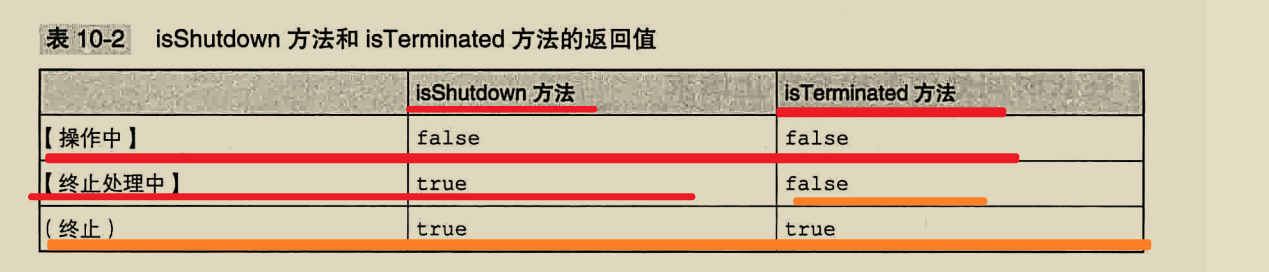 表 10-2 isShutdown 方法和 isTerminated 方法的返回值
isShutdown 方法 isTerminated 方法
【操作中】 false false
【终止处理中】 true false
(终止) true true